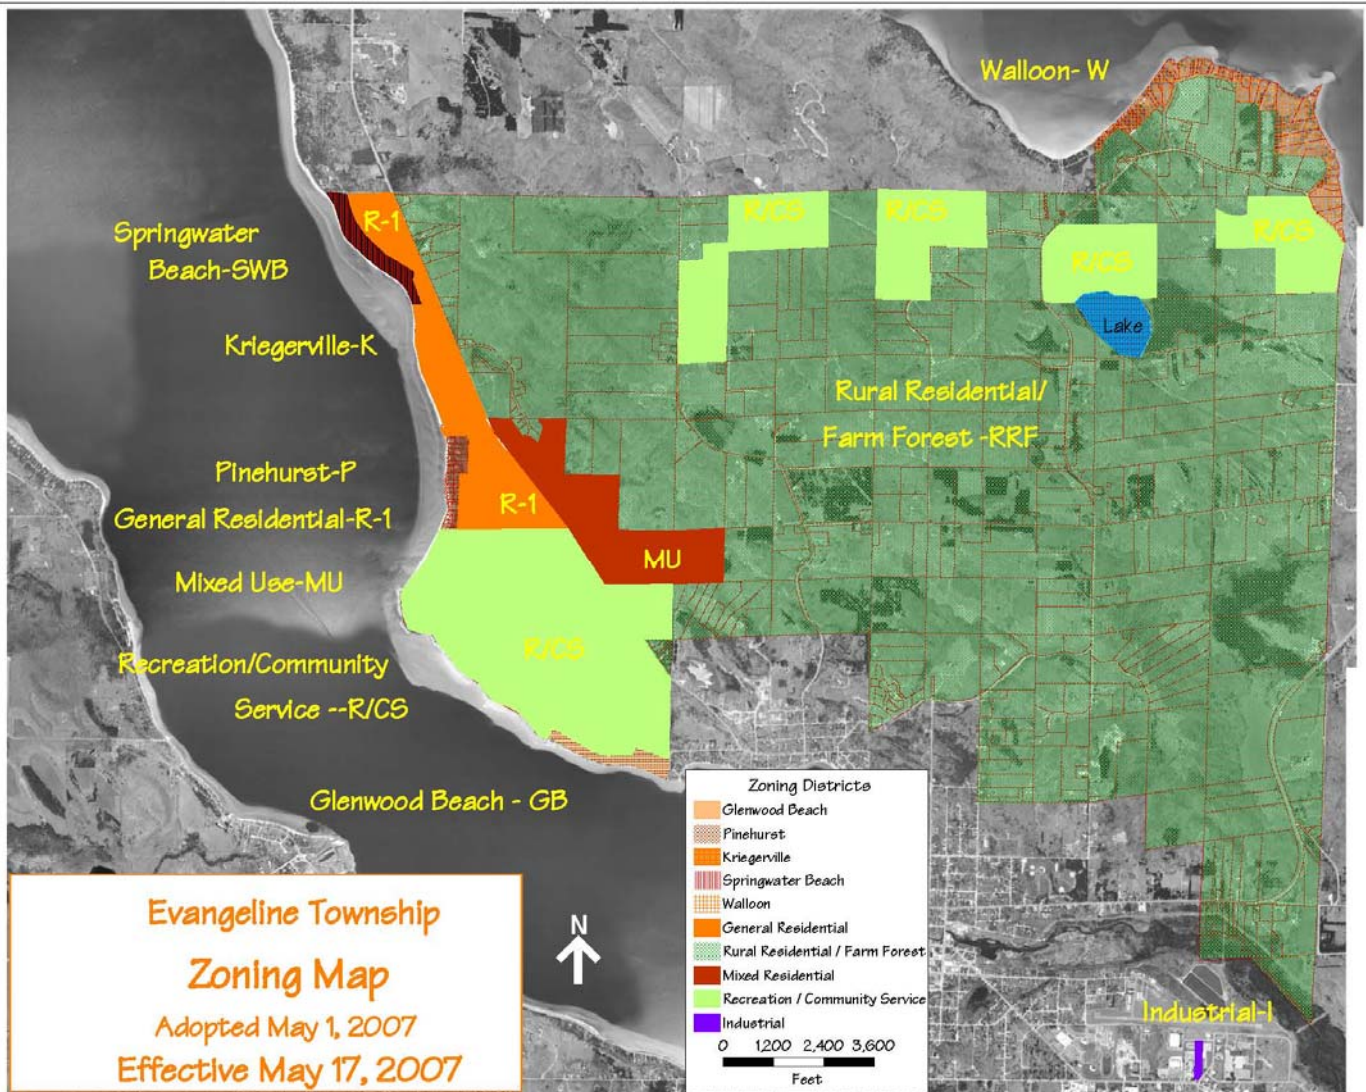 Walloon- W
Springwater
Beach-SWB
R-1
R/CS
R/CS
R/CS
R/CS
Lake
Kriegerville-K
Rural Residential/
Farm Forest -RRF
Pinehurst-P
General Residential-R-1
R-1
Mixed Use-MU
MU
Recreation/Community
Service --R/CS
R/CS
Glenwood Beach - GB
Zoning Districts
Glenwood Beach
Pinehurst
Kriegerville
Springwater Beach
Walloon
General Residential
Rural Residential / Farm Forest
Mixed Residential
Recreation / Community Service
Industrial
0 1,200 2,400 3,600
Feet
Industrial-I
N
Evangeline Township
Zoning Map
Adopted May 1, 2007
Effective May 17, 2007